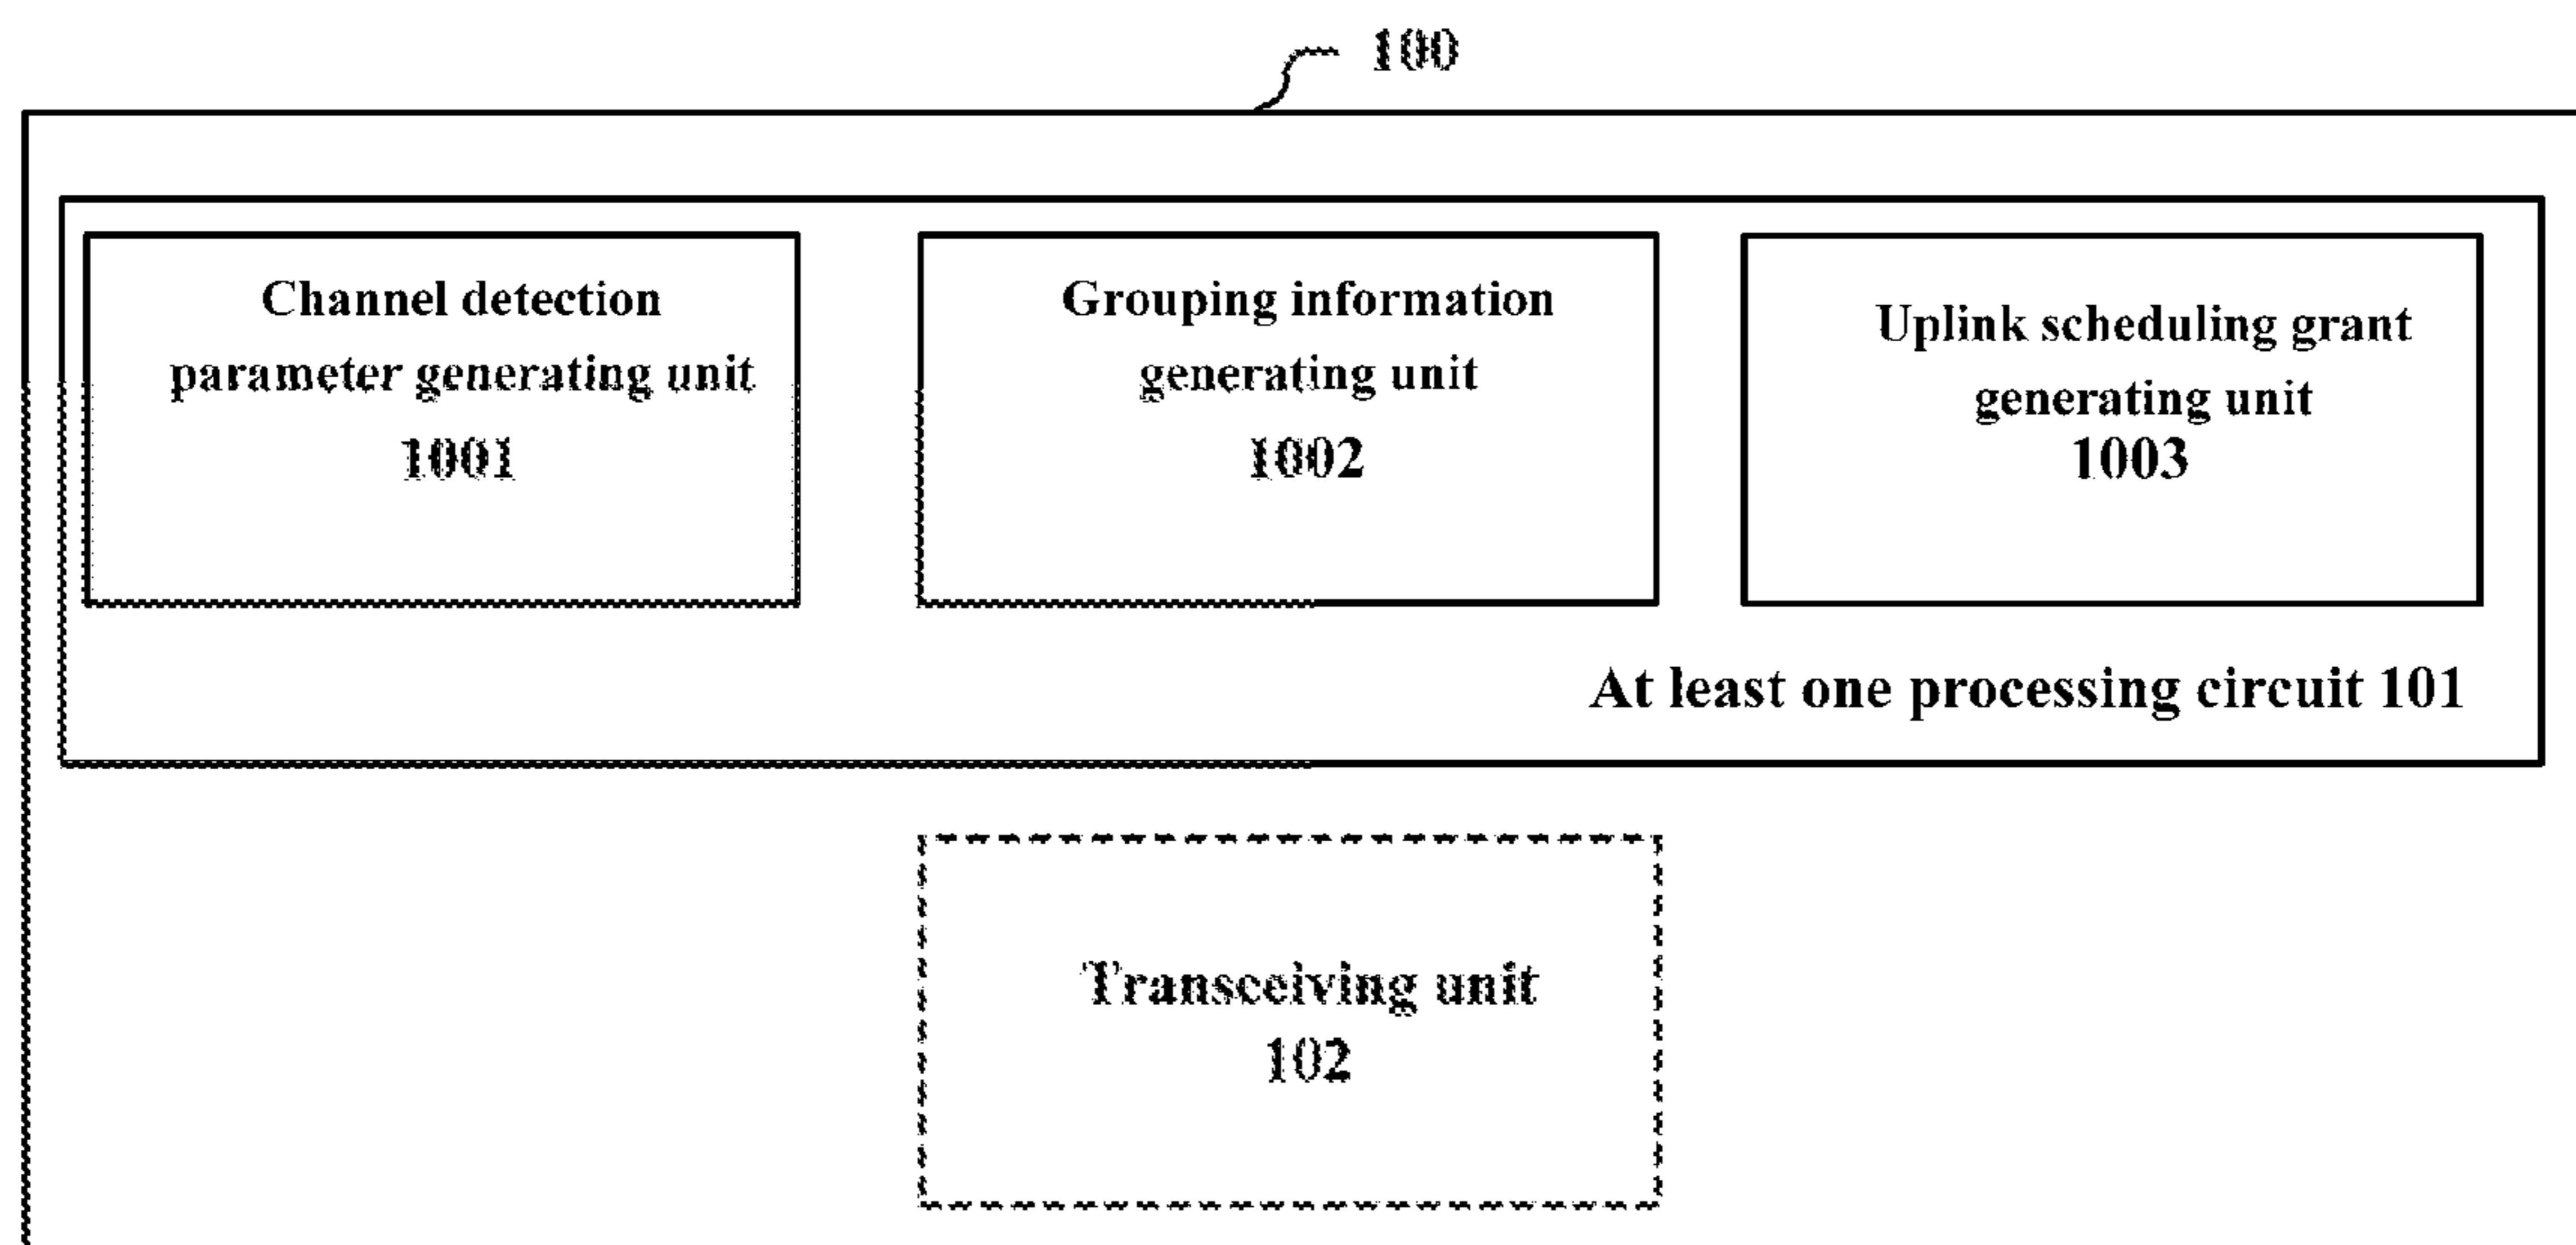 100
Channel detection
parameter generating unit
1001
Grouping information
generating unit
1002
Uplink scheduling grant
generating unit
1003
At least one processing circuit 101
Transceiving unit
102